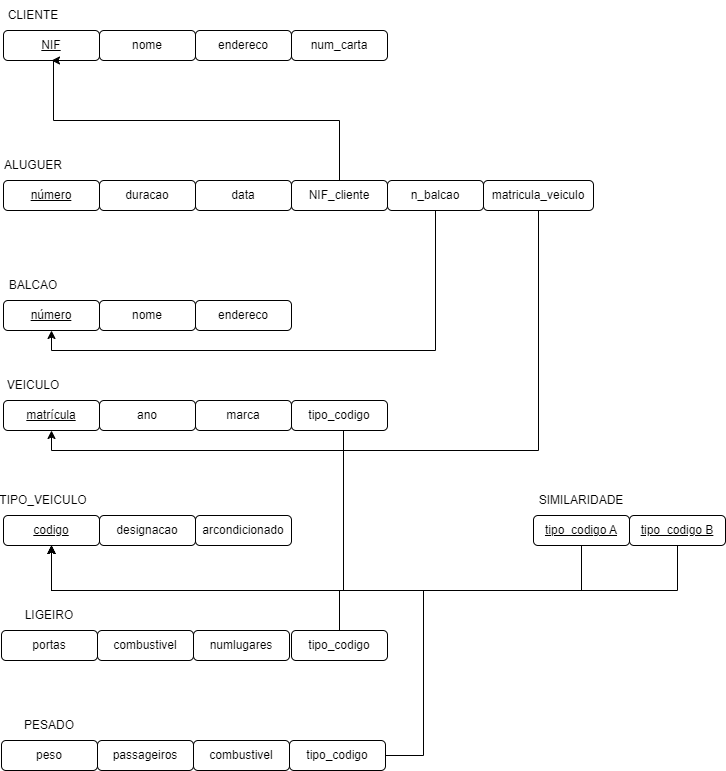 CLIENTE
NIF nome endereco num_carta
ALUGUER
número duracao data NIF_cliente n_balcao matricula_veiculo
BALCAO
número nome endereco
VEICULO
matrícula ano marca tipo_codigo
TIPO_VEICULO
codigo designacao arcondicionado
SIMILARIDADE
tipo_codigo A tipo_codigo B
LIGEIRO
portas combustivel numlugares tipo_codigo
PESADO
peso passageiros combustivel tipo_codigo